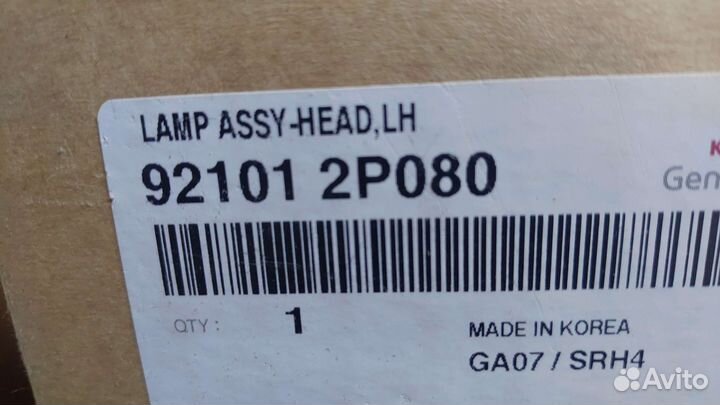 LAMP ASSY-HEAD,LH
92101 2P080
K
Gen
QTY : 1
MADE IN KOREA
GA07 / SRH4
Avito